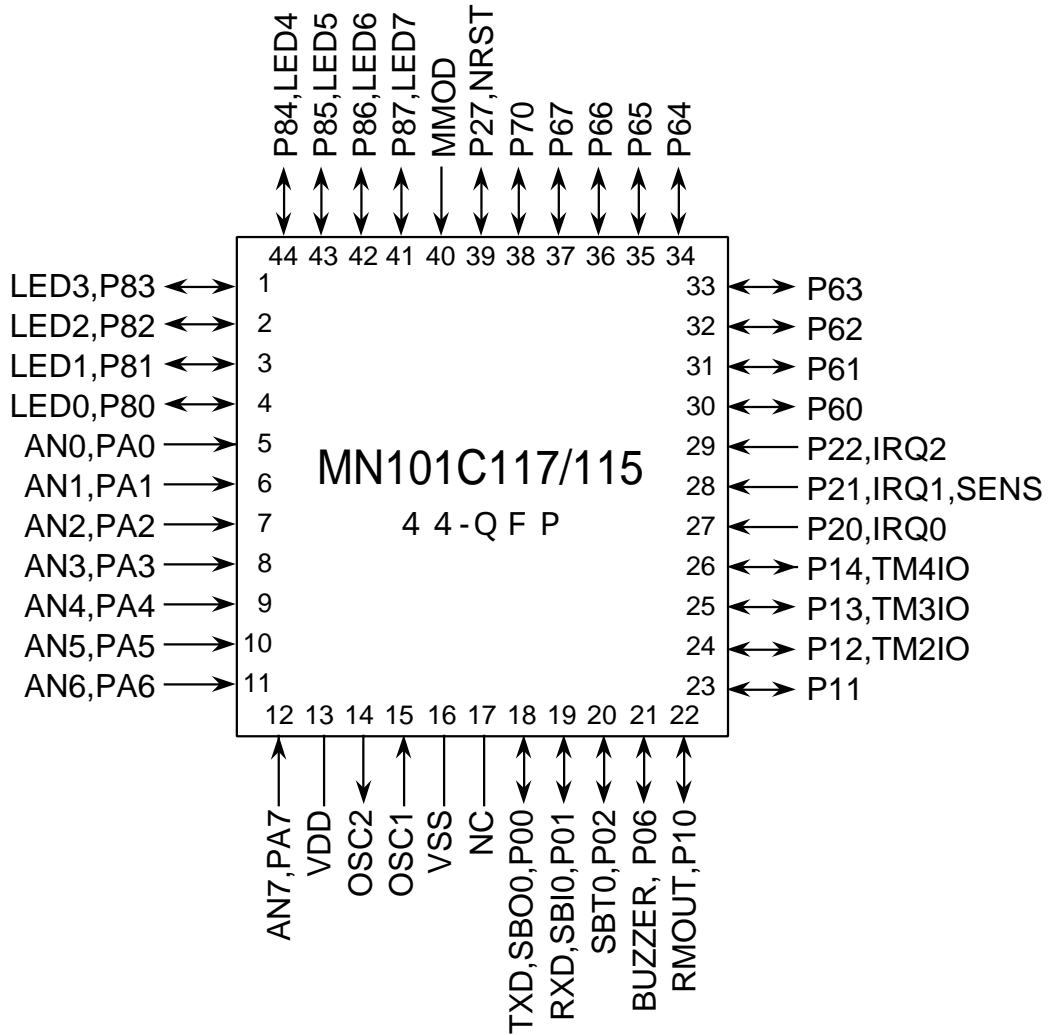 P84,LED4
P85,LED5
P86,LED6
P87,LED7
MMOD
P27,NRST
P70
P67
P66
P65
P64
44 43 42 41 40 39 38 37 36 35 34
LED3,P83 1 33 P63
LED2,P82 2 32 P62
LED1,P81 3 31 P61
LED0,P80 4 30 P60
AN0,PA0 5 29 P22,IRQ2
AN1,PA1 6 28 P21,IRQ1,SENS
AN2,PA2 7 27 P20,IRQ0
AN3,PA3 8 26 P14,TM4IO
AN4,PA4 9 25 P13,TM3IO
AN5,PA5 10 24 P12,TM2IO
AN6,PA6 11 23 P11
MN101C117/115
44-QFP
12 13 14 15 16 17 18 19 20 21 22
AN7,PA7
VDD
OSC2
OSC1
VSS
NC
TXD,SBO0,P00
RXD,SBI0,P01
SBT0,P02
BUZZER, P06
RMOUT,P10